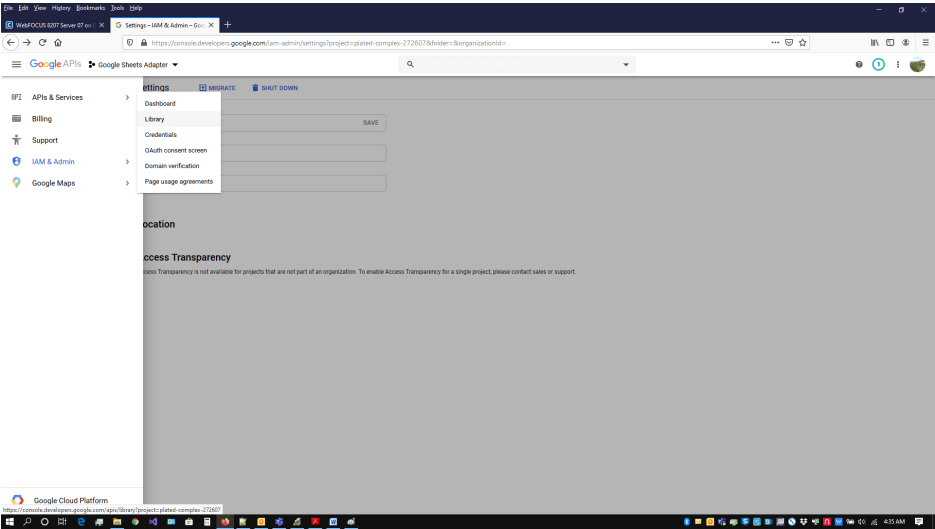 File Edit View History Bookmarks Tools Help
WebFOCUS 8207 Server 07 on
Settings – IAM & Admin – Goo
https://console.developers.google.com/iam-admin/settings?project=plated-complex-272607&folder=&organizationId=
Google APIs Google Sheets Adapter
ettings MIGRATE SHUT DOWN
API APIs & Services
Dashboard
Library
SAVE
Billing
Credentials
Support
OAuth consent screen
IAM & Admin
Domain verification
Google Maps
Page usage agreements
ocation
ccess Transparency
ccess Transparency is not available for projects that are not part of an organization. To enable Access Transparency for a single project, please contact sales or support.
Google Cloud Platform
https://console.developers.google.com/apis/library?project=plated-complex-272607
4:35 AM